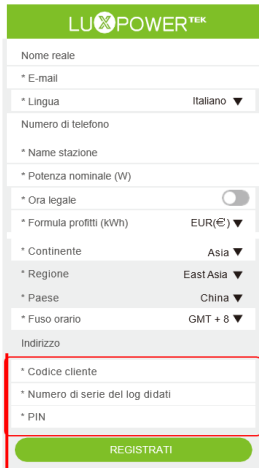 LUXPOWERTEK
Nome reale
* E-mail
* Lingua Italiano ▼
Numero di telefono
* Name stazione
* Potenza nominale (W)
* Ora legale
* Formula profitti (kWh) EUR(€) ▼
* Continente Asia ▼
* Regione East Asia ▼
* Paese China ▼
* Fuso orario GMT + 8 ▼
Indirizzo
* Codice cliente
* Numero di serie del log didati
* PIN
REGISTRATI